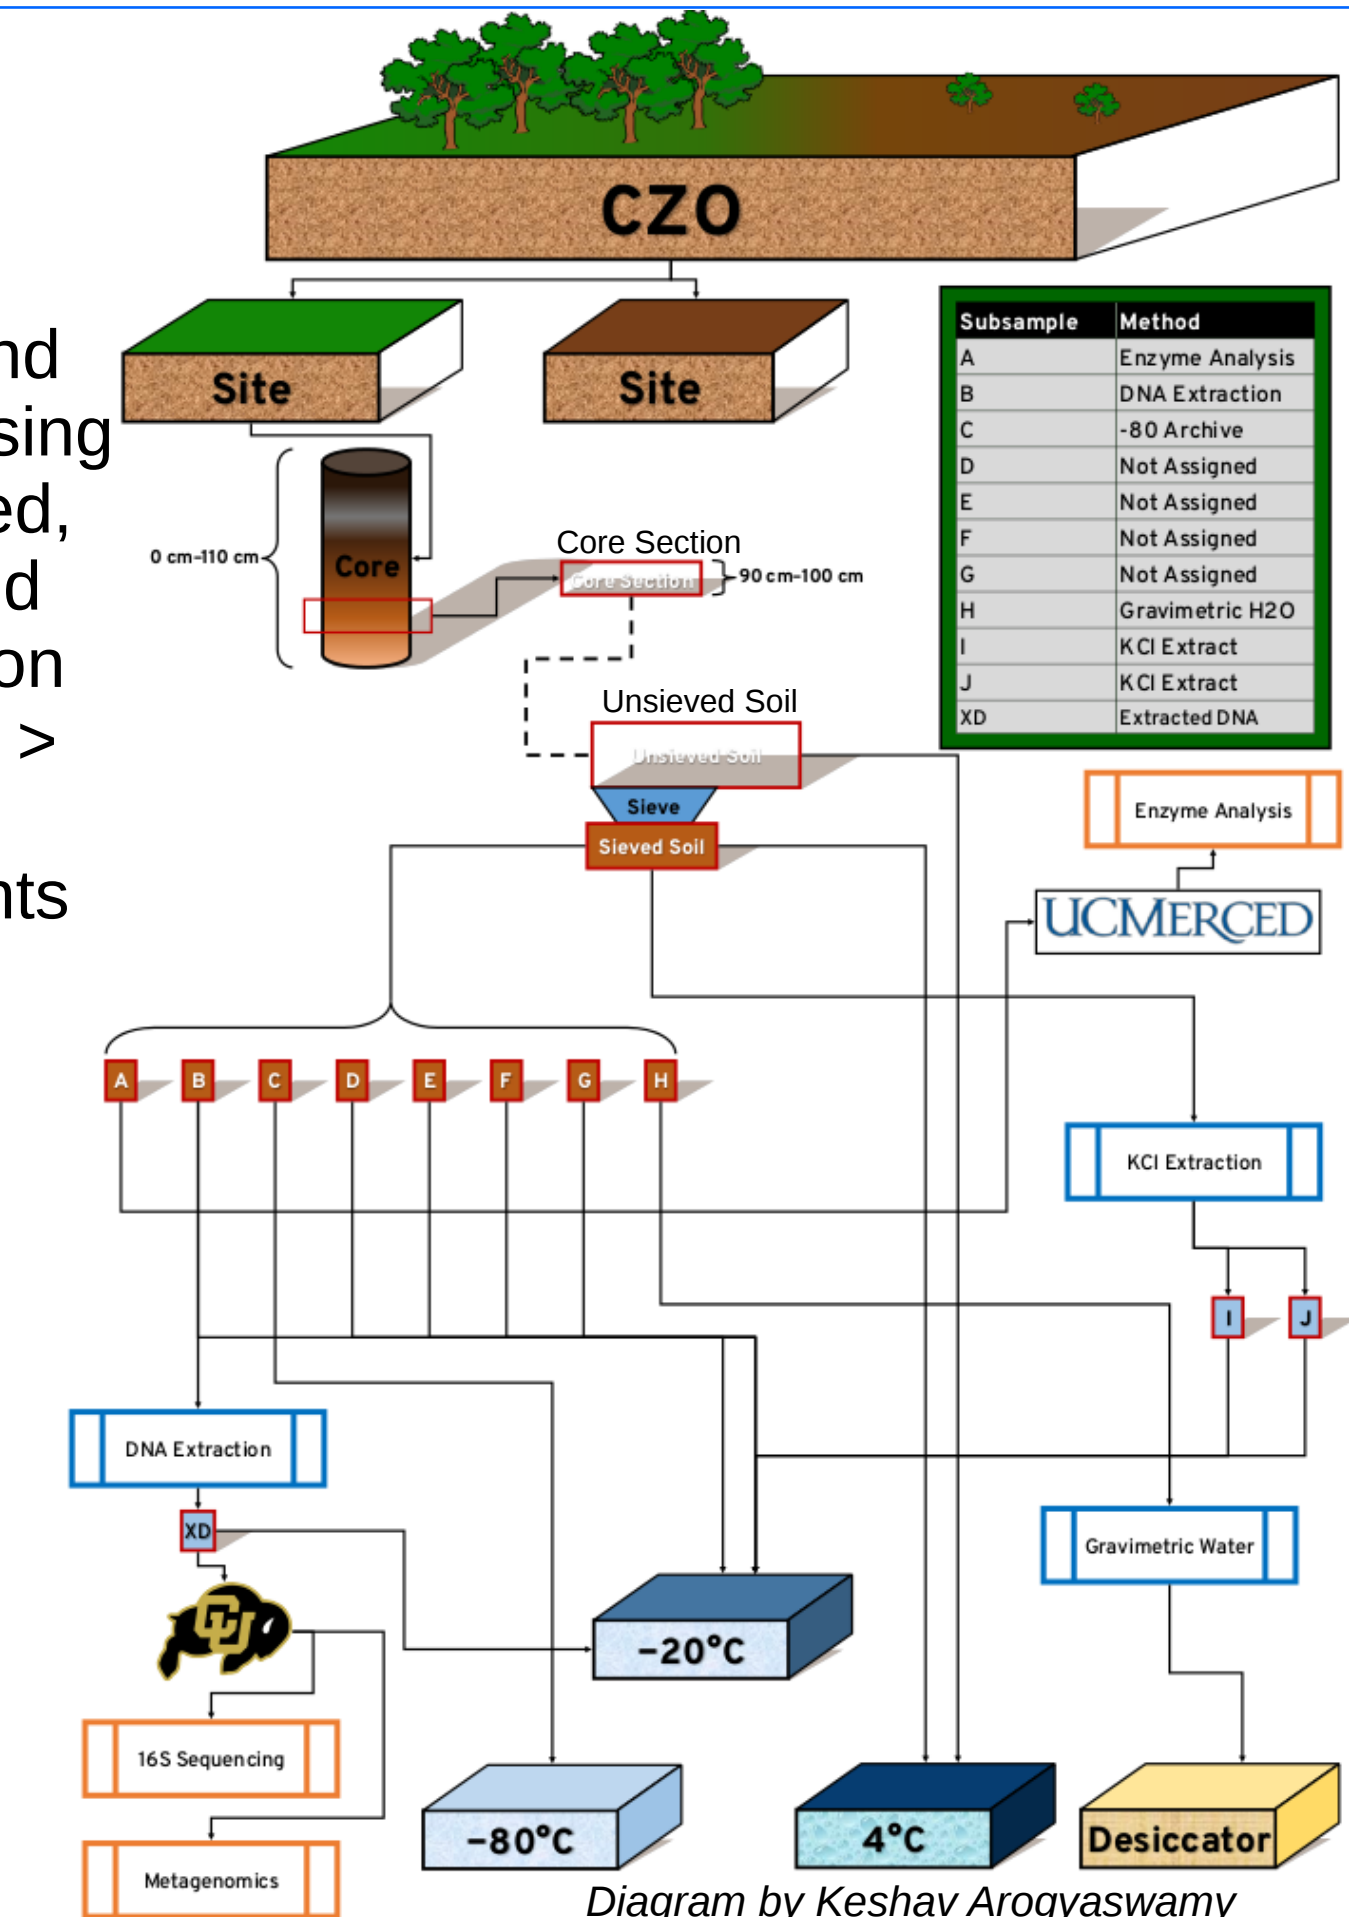 CZO
Site
Site
nd
sing
ed,
d
on
>
nts
Subsample Method
A Enzyme Analysis
B DNA Extraction
C -80 Archive
D Not Assigned
E Not Assigned
F Not Assigned
G Not Assigned
H Gravimetric H2O
I KCl Extract
J KCl Extract
XD Extracted DNA
0 cm–110 cm
Core
Core Section
Core Section
90 cm–100 cm
Unsieved Soil
Unsieved Soil
Sieve
Sieved Soil
Enzyme Analysis
UCMERCED
A B C D E F G H
KCl Extraction
I J
DNA Extraction
XD
Gravimetric Water
CU
–20°C
16S Sequencing
–80°C
4°C
Desiccator
Metagenomics
Diagram by Keshav Arogyaswamy